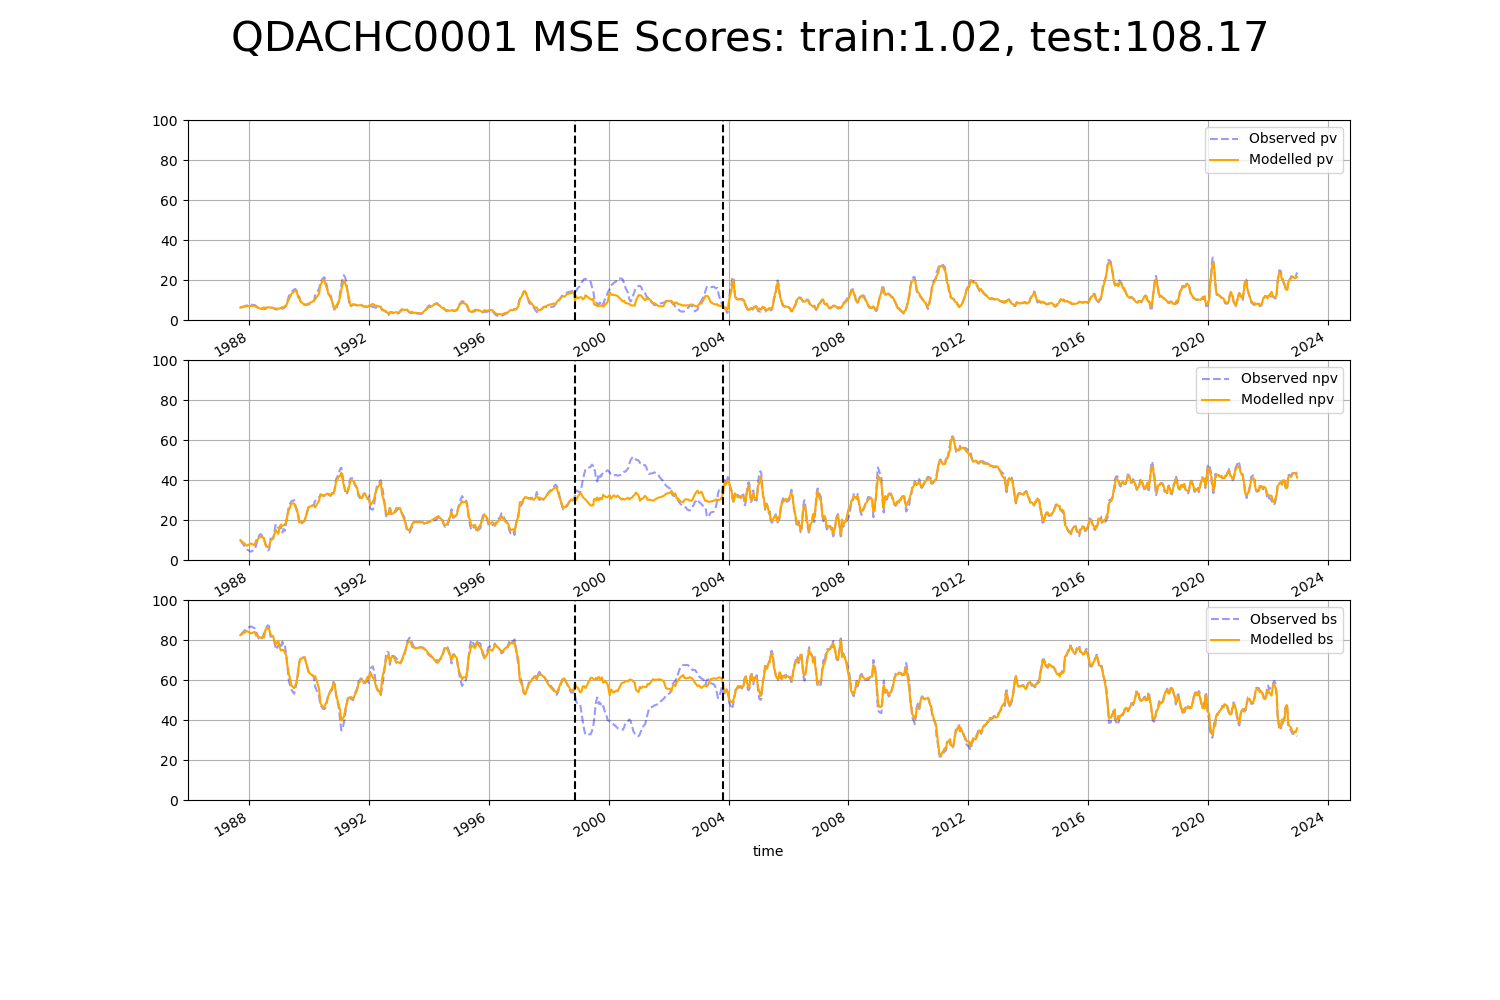 QDACHC0001 MSE Scores: train:1.02, test:108.17
100
80
60
40
20
0
Observed pv
Modelled pv
1988 1992 1996 2000 2004 2008 2012 2016 2020 2024
100
80
60
40
20
0
Observed npv
Modelled npv
1988 1992 1996 2000 2004 2008 2012 2016 2020 2024
100
80
60
40
20
0
Observed bs
Modelled bs
1988 1992 1996 2000 2004 2008 2012 2016 2020 2024
time